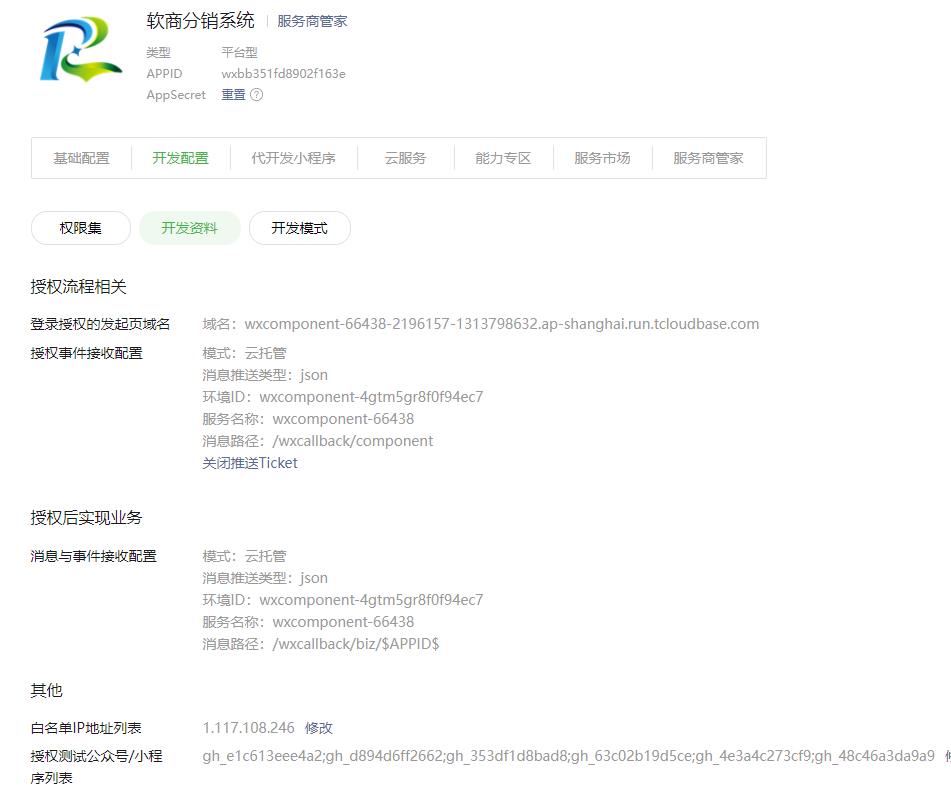 软商分销系统 服务商管家
类型 平台型
APPID wxbb351fd8902f163e
AppSecret 重置 ?
基础配置 开发配置 代开发小程序 云服务 能力专区 服务市场 服务商管家
权限集 开发资料 开发模式
授权流程相关
登录授权的发起页域名 域名：wxcomponent-66438-2196157-1313798632.ap-shanghai.run.tcloudbase.com
授权事件接收配置 模式：云托管
消息推送类型：json
环境ID：wxcomponent-4gtm5gr8f0f94ec7
服务名称：wxcomponent-66438
消息路径：/wxcallback/component
关闭推送Ticket
授权后实现业务
消息与事件接收配置 模式：云托管
消息推送类型：json
环境ID：wxcomponent-4gtm5gr8f0f94ec7
服务名称：wxcomponent-66438
消息路径：/wxcallback/biz/$APPID$
其他
白名单IP地址列表 1.117.108.246 修改
授权测试公众号/小程 gh_e1c613eee4a2;gh_d894d6ff2662;gh_353df1d8bad8;gh_63c02b19d5ce;gh_4e3a4c273cf9;gh_48c46a3da9a9
序列表